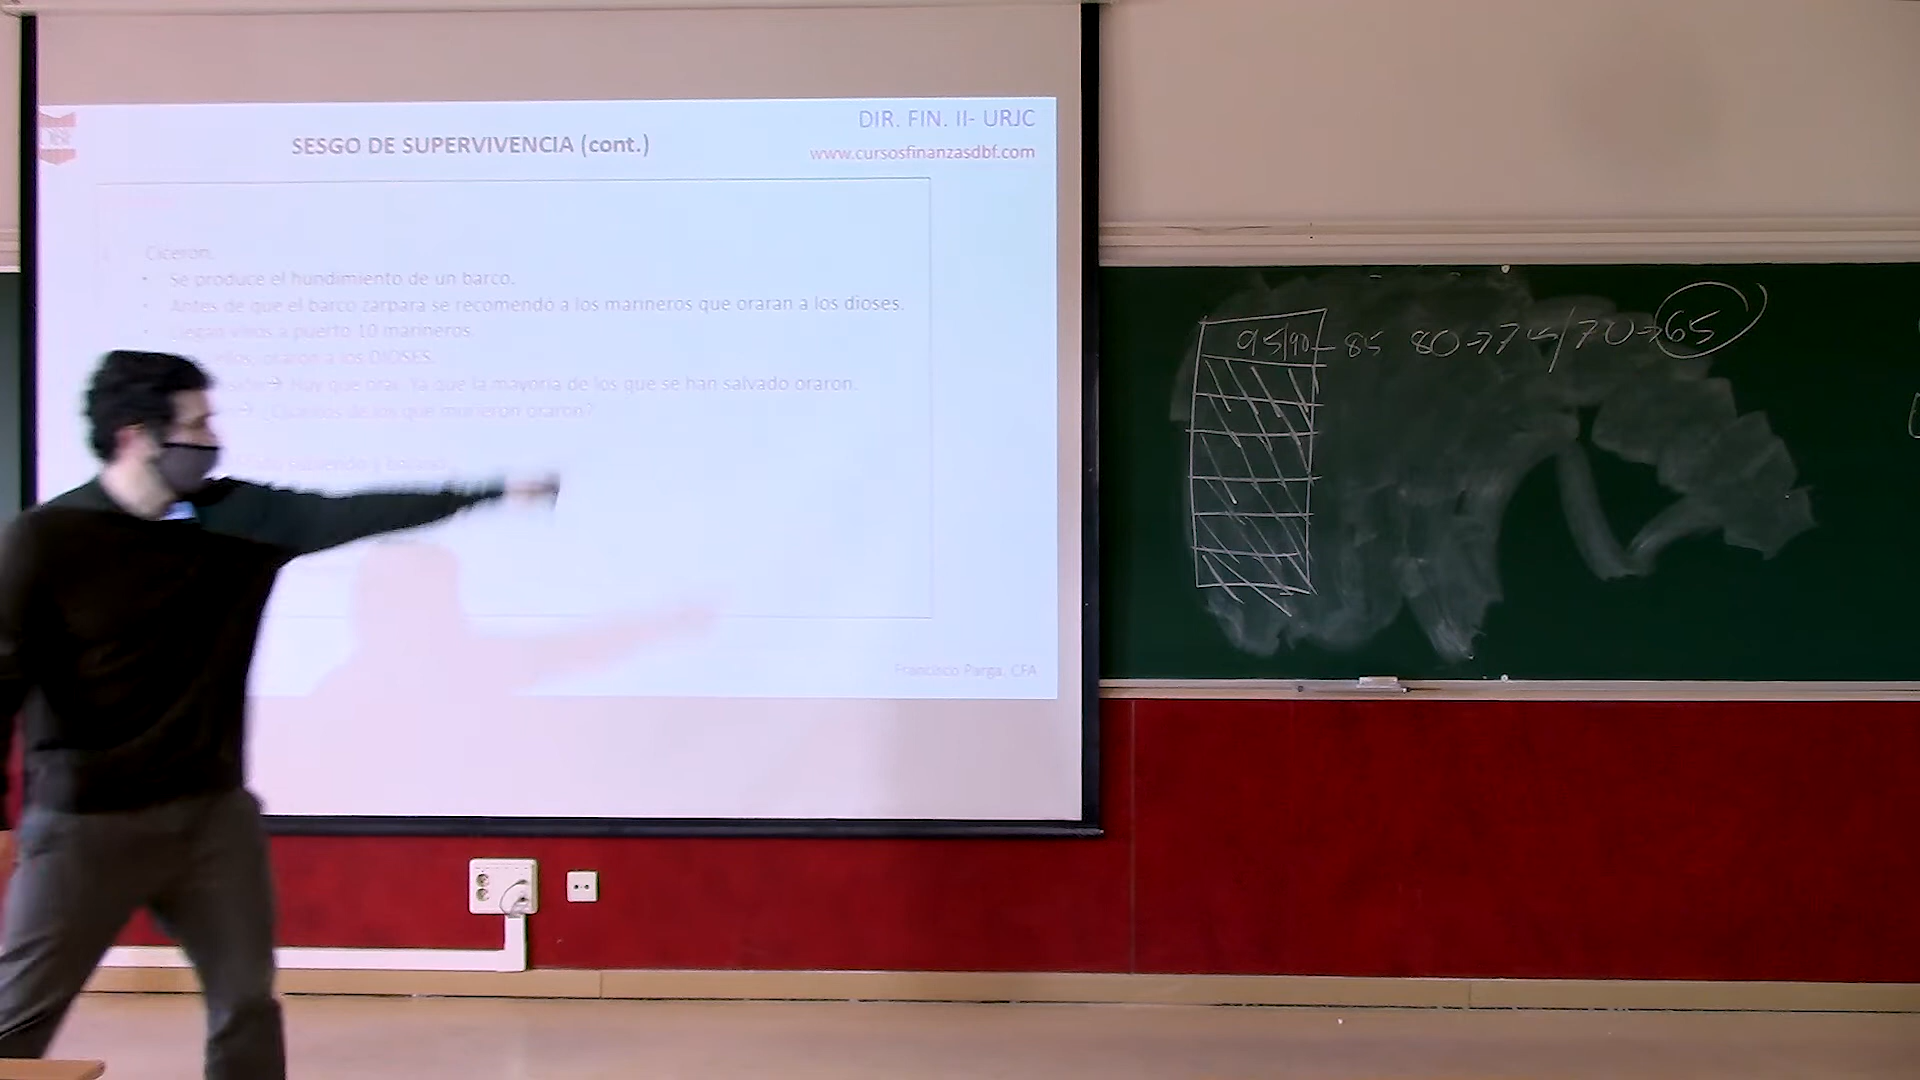 DIR. FIN. II- URJC
SESGO DE SUPERVIVENCIA (cont.)
www.cursosfinanzasdbf.com
Cicerón.
Se produce el hundimiento de un barco.
Antes de que el barco zarpara se recomendó a los marineros que oraran a los dioses.
Llegan vivos a puerto 10 marineros.
ellos, oraron a los DIOSES.
→ Hay que orar. Ya que la mayoría de los que se han salvado oraron.
→ ¿Cuántos de los que murieron oraron?
subiendo y bolsa
Francisco Parga, CFA
95/90 - 85 80 → 75/70 → 65